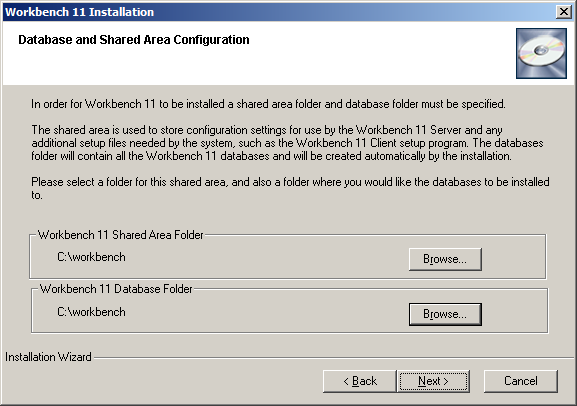 Workbench 11 Installation
Database and Shared Area Configuration
In order for Workbench 11 to be installed a shared area folder and database folder must be specified.
The shared area is used to store configuration settings for use by the Workbench 11 Server and any
additional setup files needed by the system, such as the Workbench 11 Client setup program. The databases
folder will contain all the Workbench 11 databases and will be created automatically by the installation.
Please select a folder for this shared area, and also a folder where you would like the databases to be installed
to.
Workbench 11 Shared Area Folder
C:\workbench
Browse...
Workbench 11 Database Folder
C:\workbench
Browse...
Installation Wizard
< Back
Next >
Cancel